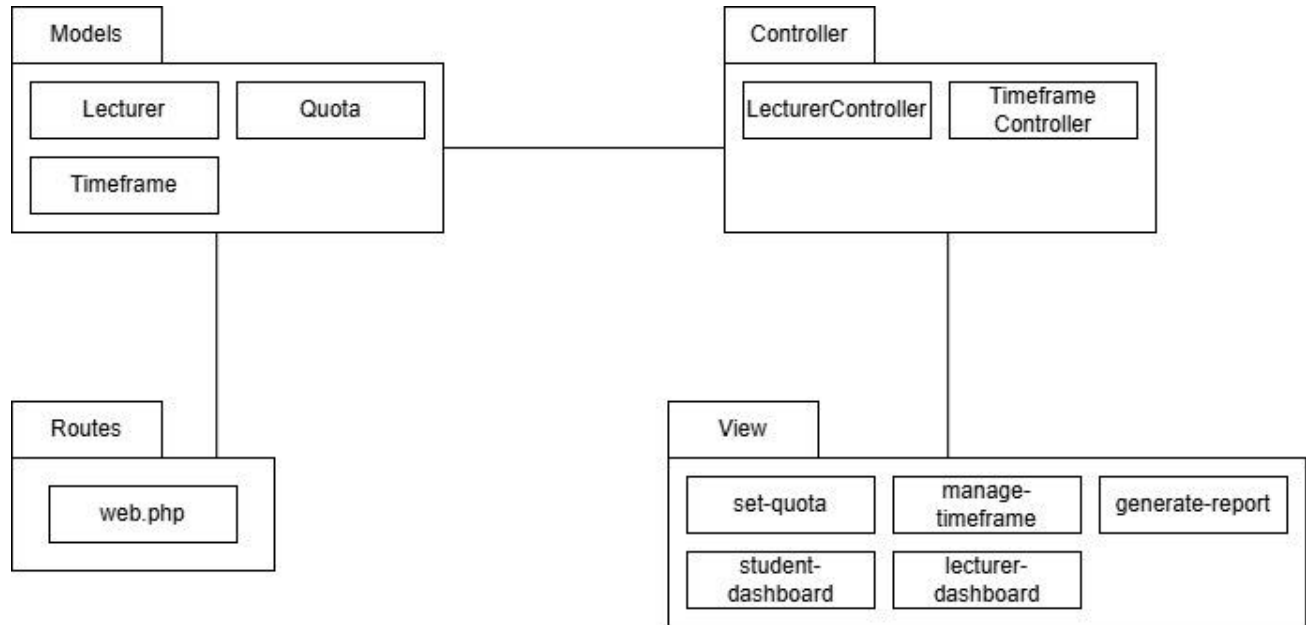 Models
Lecturer
Quota
Timeframe
Controller
LecturerController
Timeframe
Controller
Routes
web.php
View
set-quota
manage-
timeframe
generate-report
student-
dashboard
lecturer-
dashboard